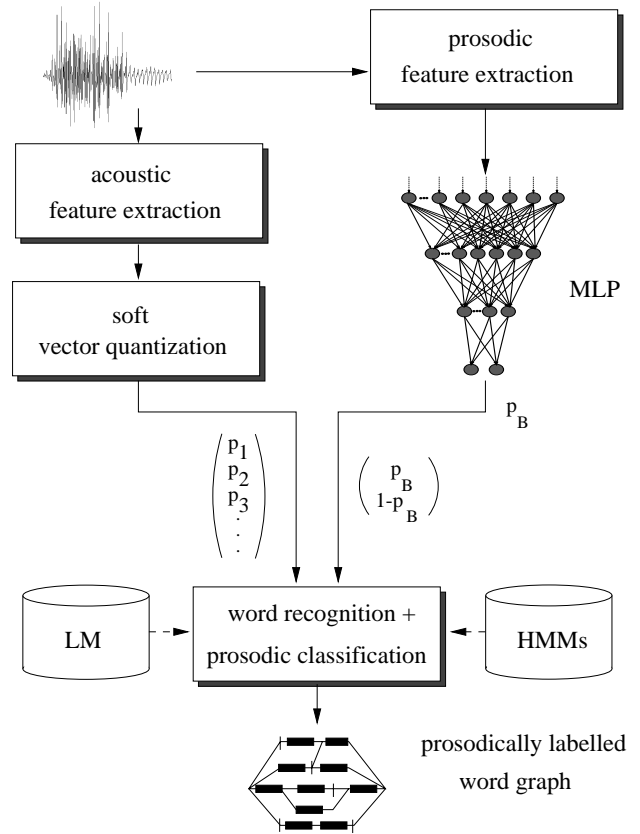 prosodic
feature extraction
acoustic
feature extraction
MLP
soft
vector quantization
p_B
p_1
p_2
p_3
.
.
.
p_B
1-p_B
LM
word recognition +
prosodic classification
HMMs
prosodically labelled
word graph